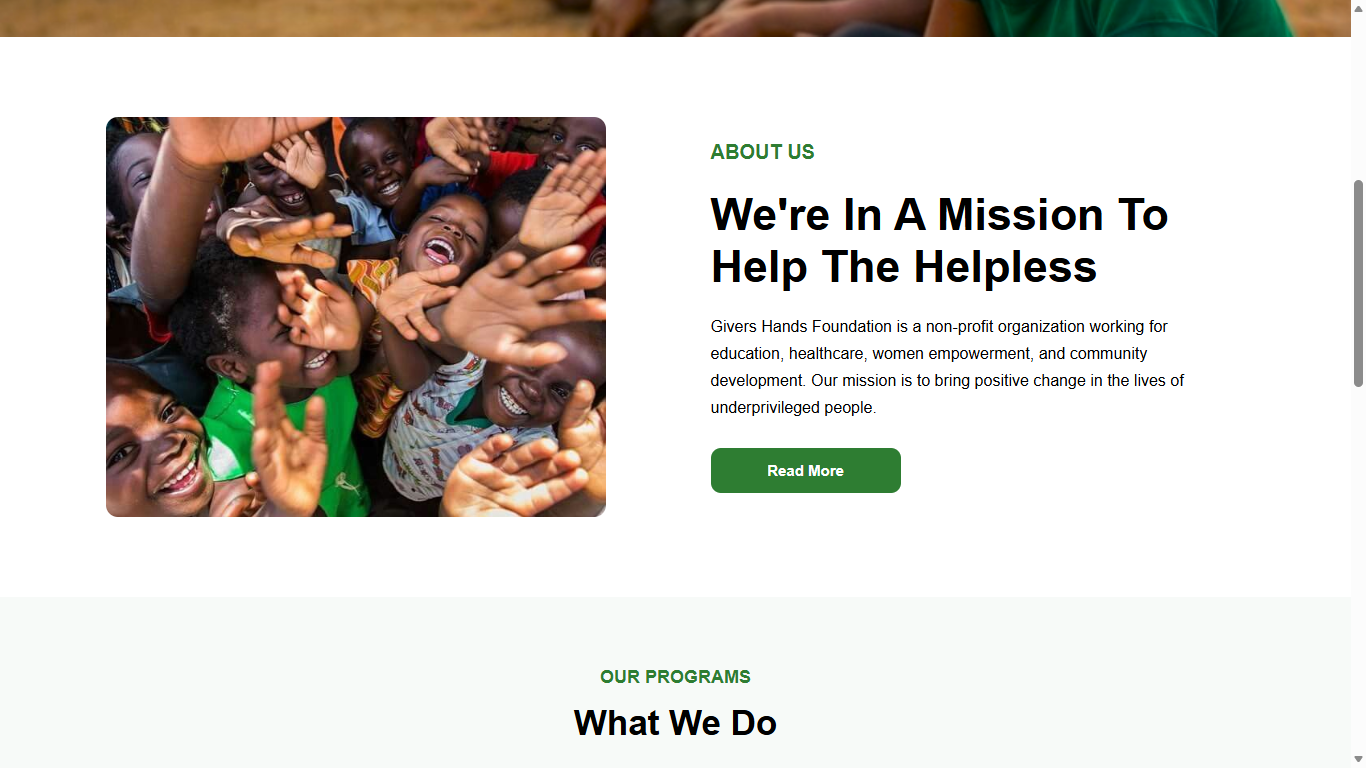 ABOUT US
We're In A Mission To
Help The Helpless
Givers Hands Foundation is a non-profit organization working for
education, healthcare, women empowerment, and community
development. Our mission is to bring positive change in the lives of
underprivileged people.
Read More
OUR PROGRAMS
What We Do